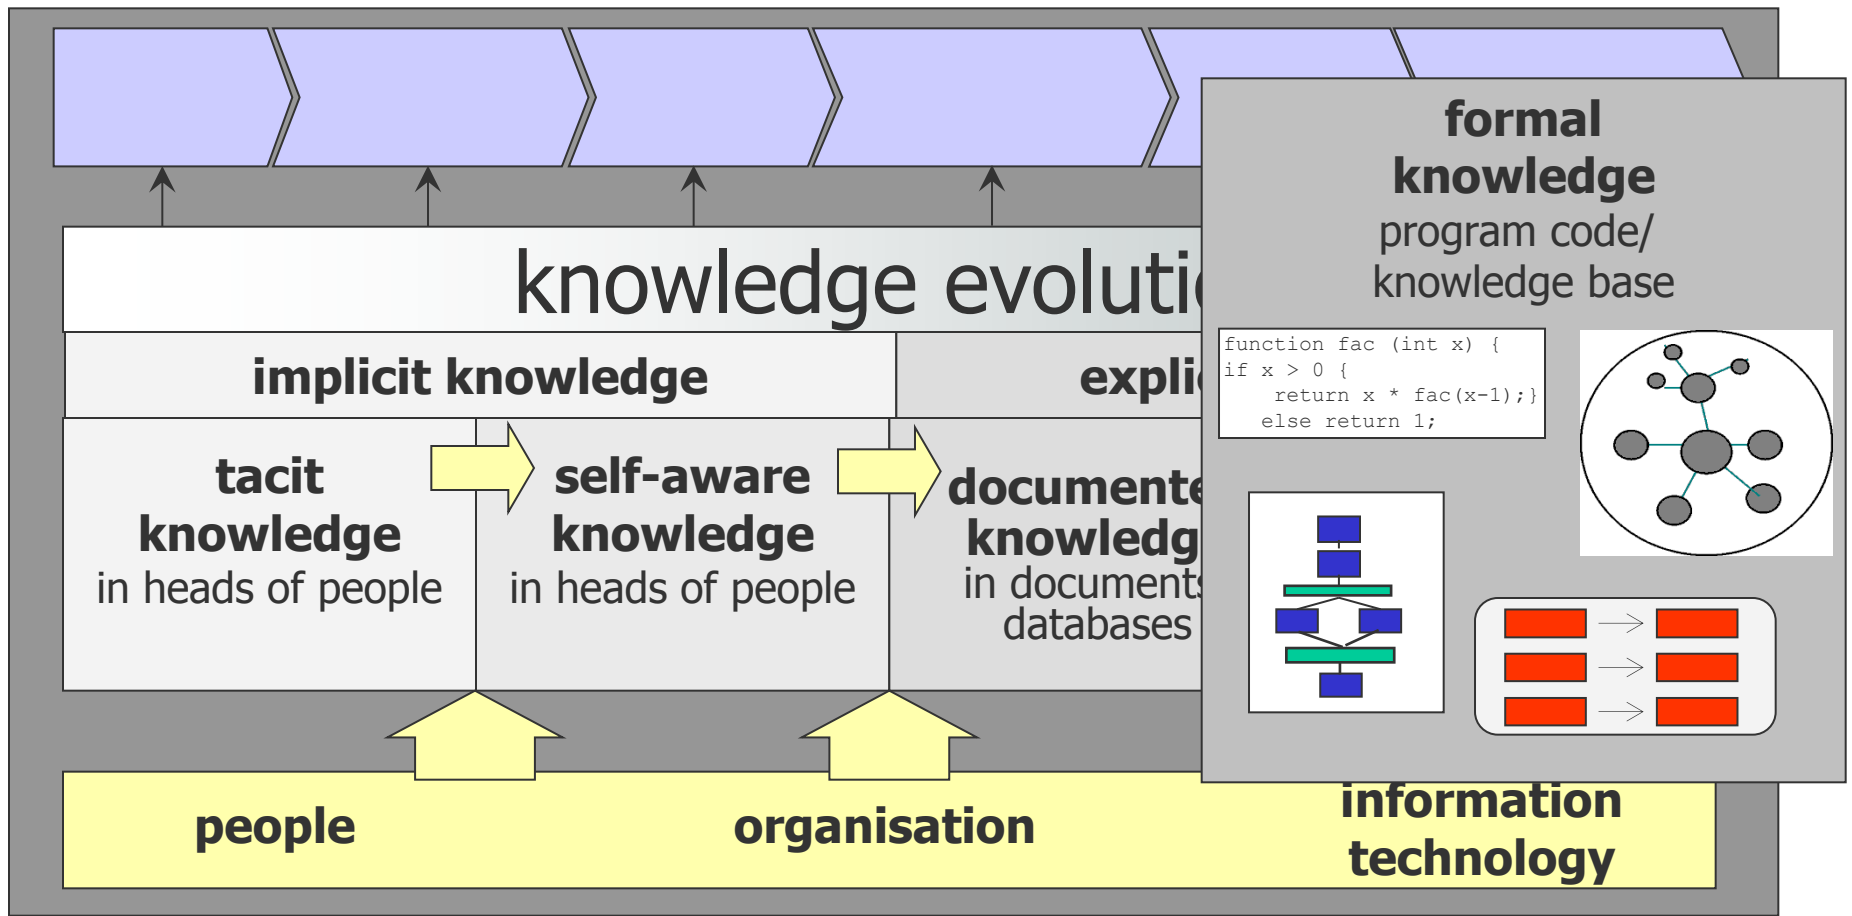 formal
knowledge
program code/
knowledge base
function fac (int x) {
if x > 0 {
return x * fac(x-1);}
else return 1;
knowledge evoluti
implicit knowledge
expli
tacit
knowledge
in heads of people
self-aware
knowledge
in heads of people
documente
knowledg
in documents
databases
people
organisation
information
technology